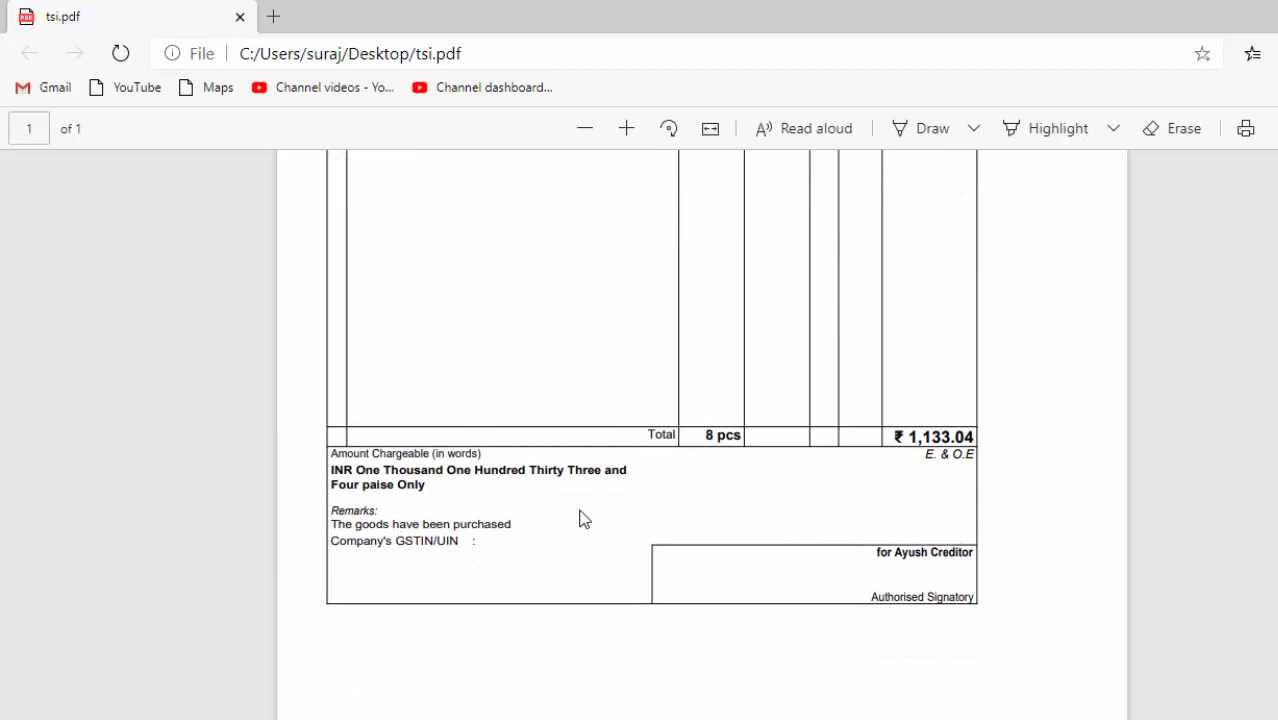 tsi.pdf
File C:/Users/suraj/Desktop/tsi.pdf
Gmail YouTube Maps Channel videos - Yo... Channel dashboard...
1 of 1 Read aloud Draw Highlight Erase
Total 8 pcs ₹ 1,133.04
Amount Chargeable (in words) E. & O.E
INR One Thousand One Hundred Thirty Three and
Four paise Only
Remarks:
The goods have been purchased
Company's GSTIN/UIN :
for Ayush Creditor
Authorised Signatory